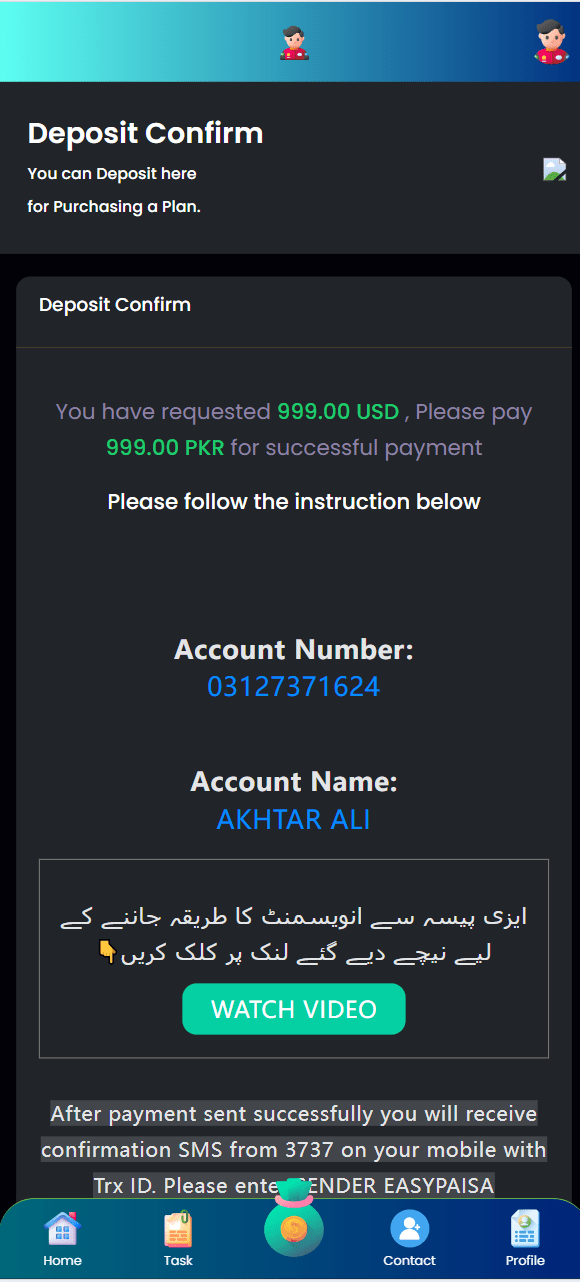 Deposit Confirm
You can Deposit here
for Purchasing a Plan.
Deposit Confirm
You have requested 999.00 USD , Please pay
999.00 PKR for successful payment
Please follow the instruction below
Account Number:
03127371624
Account Name:
AKHTAR ALI
ایزی پیسہ سے انویسمنٹ کا طریقہ جاننے کے
لیے نیچے دیے گئے لنک پر کلک کریں👇
WATCH VIDEO
After payment sent successfully you will receive
confirmation SMS from 3737 on your mobile with
Trx ID. Please enter SENDER EASYPAISA
Home
Task
Contact
Profile